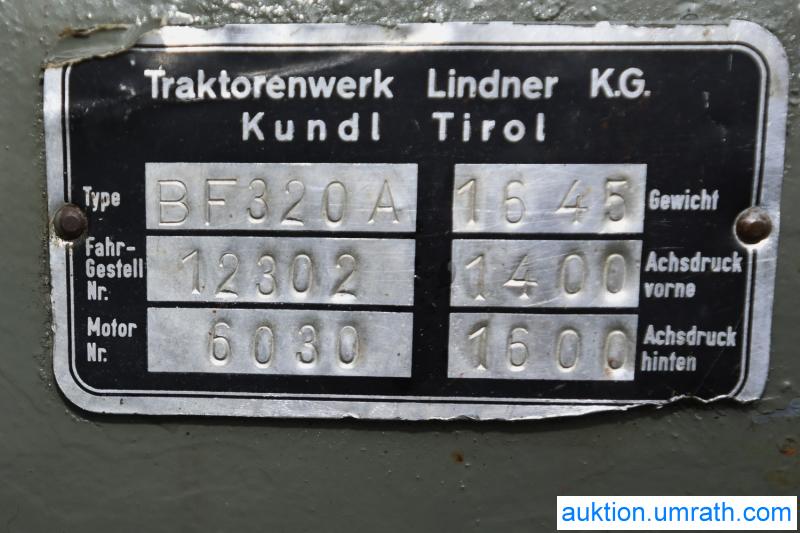 Traktorenwerk Lindner K.G.
Kundl Tirol
Type BF320A 1645 Gewicht
Fahr-
Gestell 12302 1400 Achsdruck
Nr. vorne
Motor 6030 1600 Achsdruck
Nr. hinten
auktion.umrath.com